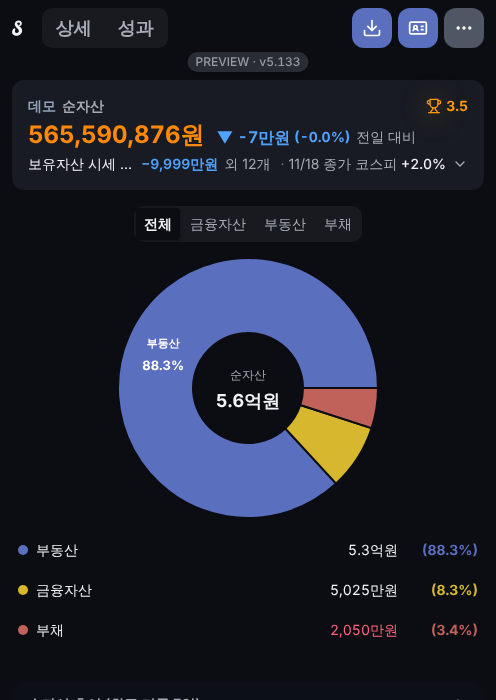 상세 성과
PREVIEW · v5.133
데모 순자산
3.5
565,590,876원 ▼ -7만원 (-0.0%) 전일 대비
보유자산 시세 ... -9,999만원 외 12개 · 11/18 종가 코스피 +2.0%
전체 금융자산 부동산 부채
부동산
88.3%
순자산
5.6억원
부동산 5.3억원 (88.3%)
금융자산 5,025만원 (8.3%)
부채 2,050만원 (3.4%)